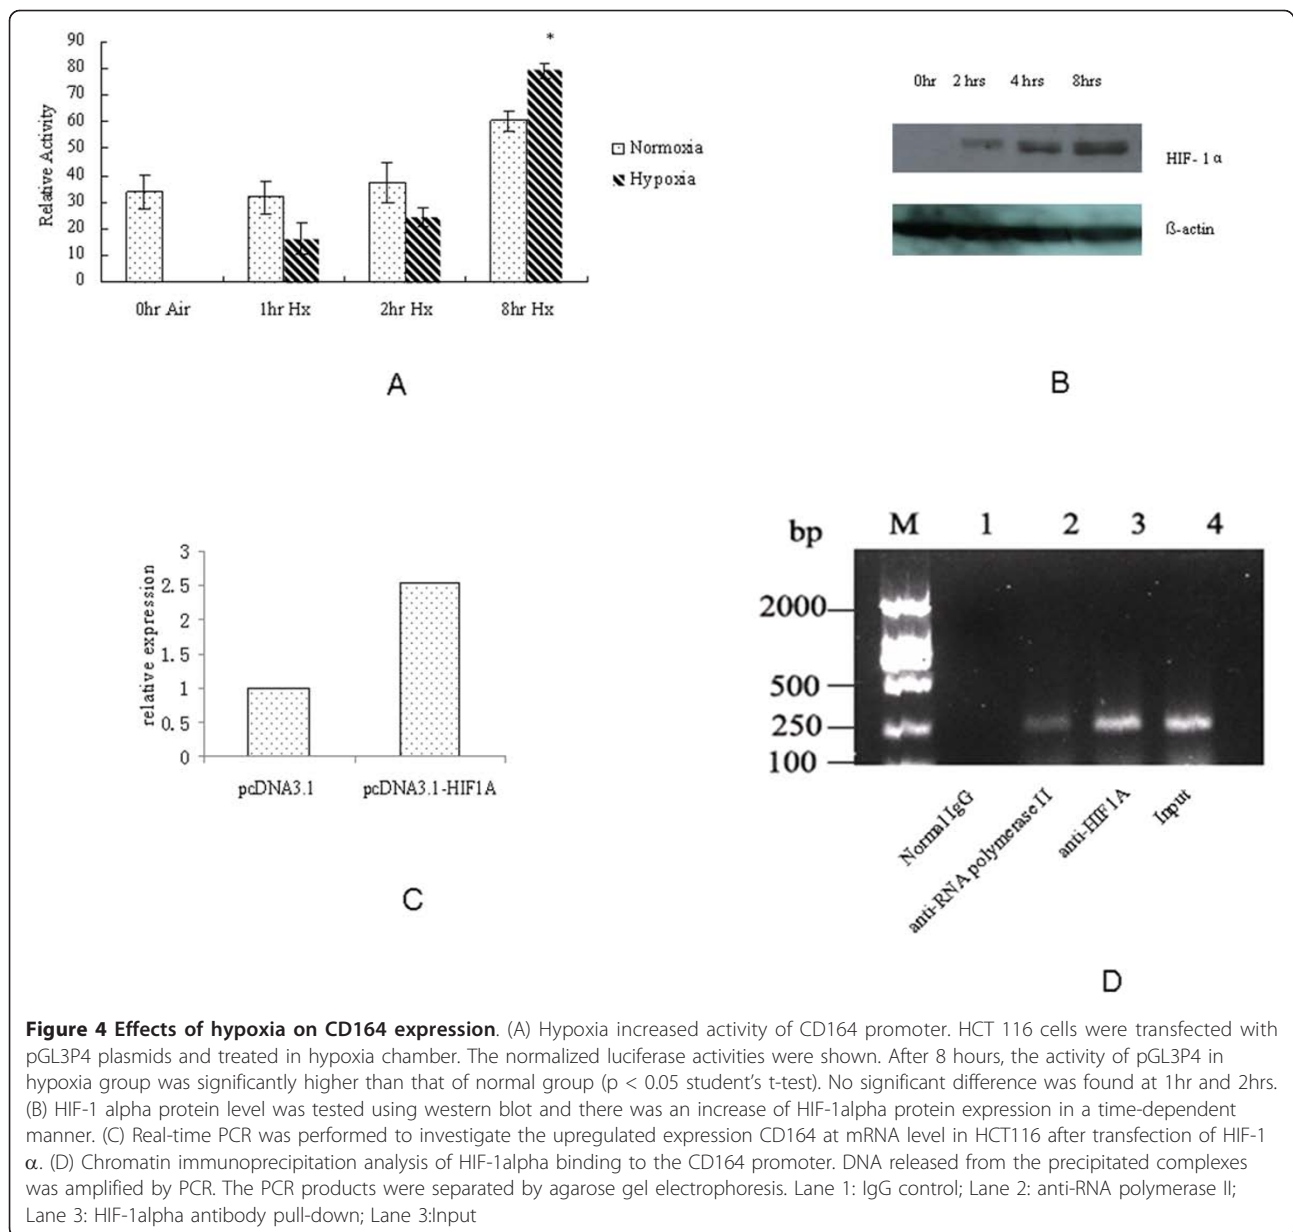 90
80
70
60
50
40
30
20
10
0
Relative Activity
*
0hr Air 1hr Hx 2hr Hx 8hr Hx
Normoxia
Hypoxia
A
0hr 2 hrs 4 hrs 8hrs
HIF- 1 α
ß-actin
B
3
2.5
2
1.5
1
0.5
0
relative expression
pcDNA3.1 pcDNA3.1-HIF1A
C
bp M 1 2 3 4
2000
500
250
100
Normal IgG
anti-RNA polymerase II
anti-HIF1A
Input
D
Figure 4 Effects of hypoxia on CD164 expression. (A) Hypoxia increased activity of CD164 promoter. HCT 116 cells were transfected with
pGL3P4 plasmids and treated in hypoxia chamber. The normalized luciferase activities were shown. After 8 hours, the activity of pGL3P4 in
hypoxia group was significantly higher than that of normal group (p < 0.05 student's t-test). No significant difference was found at 1hr and 2hrs.
(B) HIF-1 alpha protein level was tested using western blot and there was an increase of HIF-1alpha protein expression in a time-dependent
manner. (C) Real-time PCR was performed to investigate the upregulated expression CD164 at mRNA level in HCT116 after transfection of HIF-1
α. (D) Chromatin immunoprecipitation analysis of HIF-1alpha binding to the CD164 promoter. DNA released from the precipitated complexes
was amplified by PCR. The PCR products were separated by agarose gel electrophoresis. Lane 1: IgG control; Lane 2: anti-RNA polymerase II;
Lane 3: HIF-1alpha antibody pull-down; Lane 3:Input